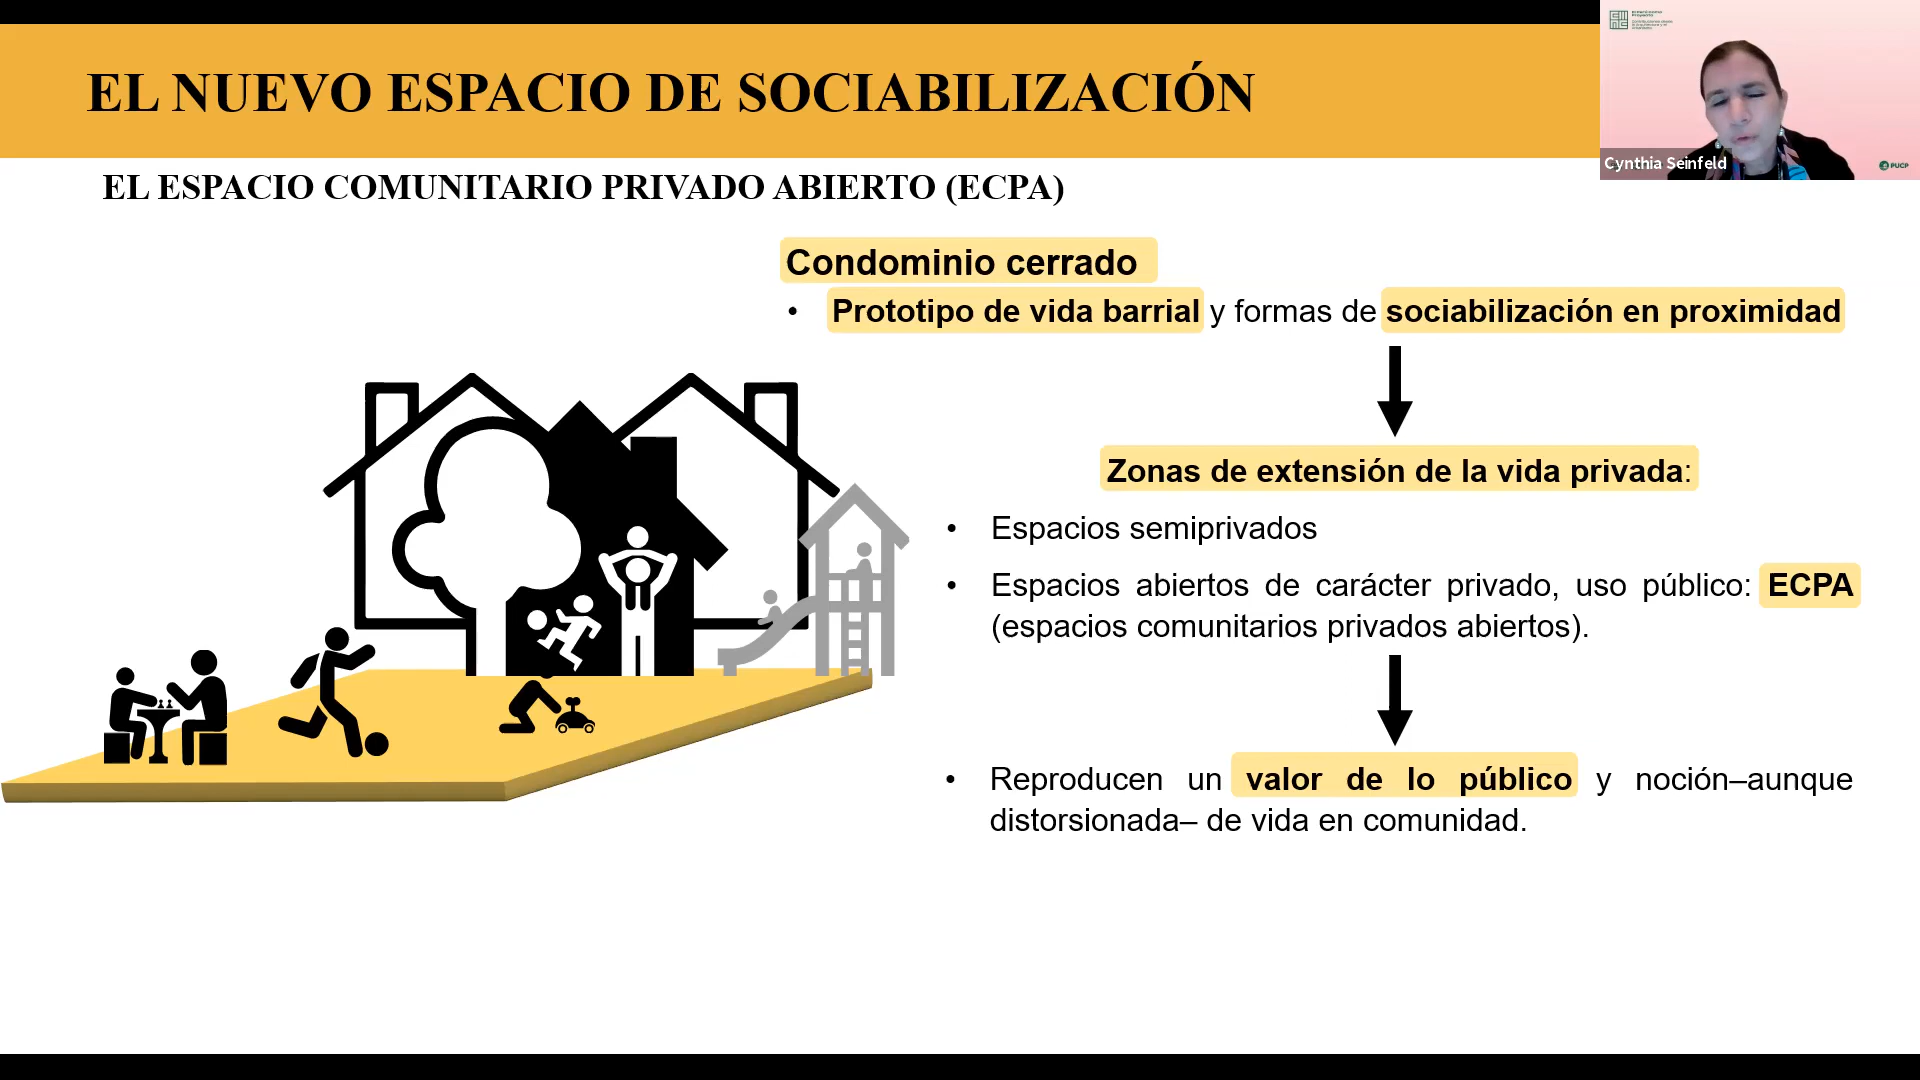 EL NUEVO ESPACIO DE SOCIABILIZACIÓN
EL ESPACIO COMUNITARIO PRIVADO ABIERTO (ECPA)
Condominio cerrado
• Prototipo de vida barrial y formas de sociabilización en proximidad
Zonas de extensión de la vida privada:
• Espacios semiprivados
• Espacios abiertos de carácter privado, uso público: ECPA
(espacios comunitarios privados abiertos).
• Reproducen un valor de lo público y noción–aunque
distorsionada– de vida en comunidad.
Cynthia Seinfeld
PUCP